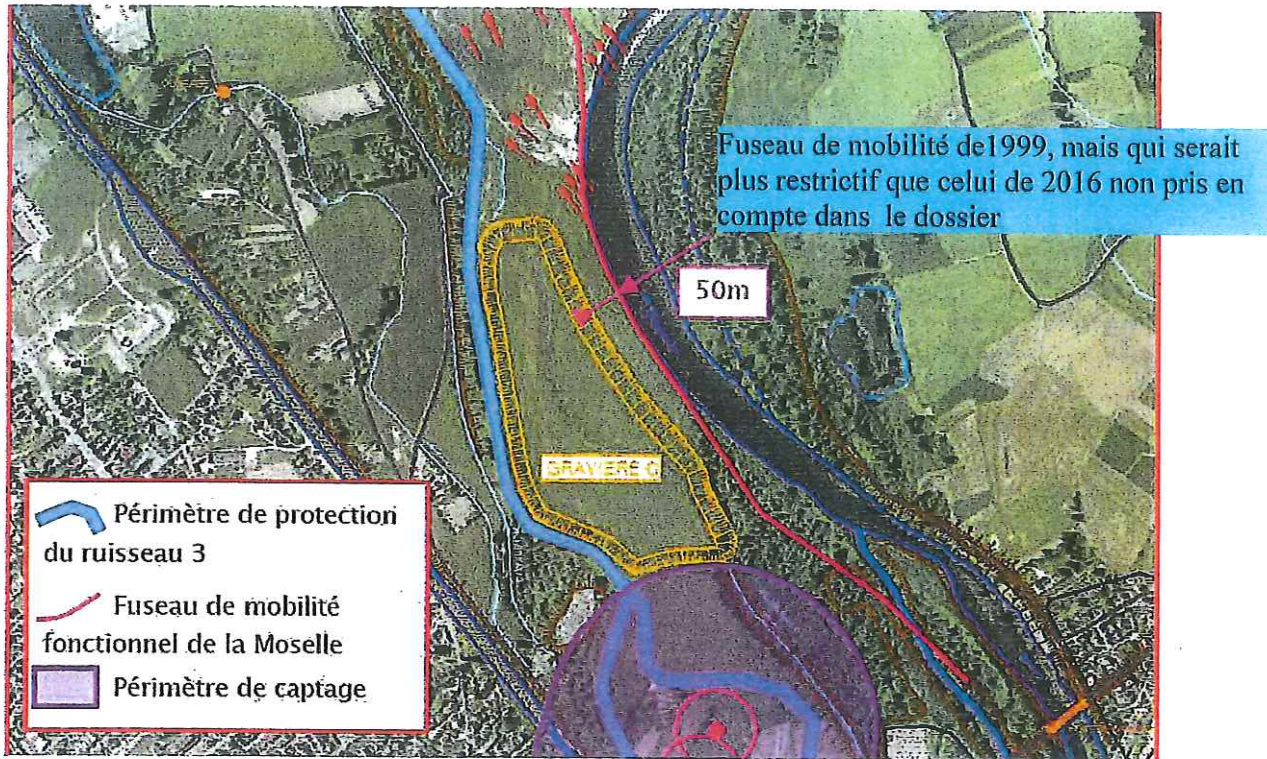 Fuseau de mobilité de1999, mais qui serait
plus restrictif que celui de 2016 non pris en
compte dans le dossier
50m
GRAVIERE C
Périmètre de protection
du ruisseau 3
Fuseau de mobilité
fonctionnel de la Moselle
Périmètre de captage